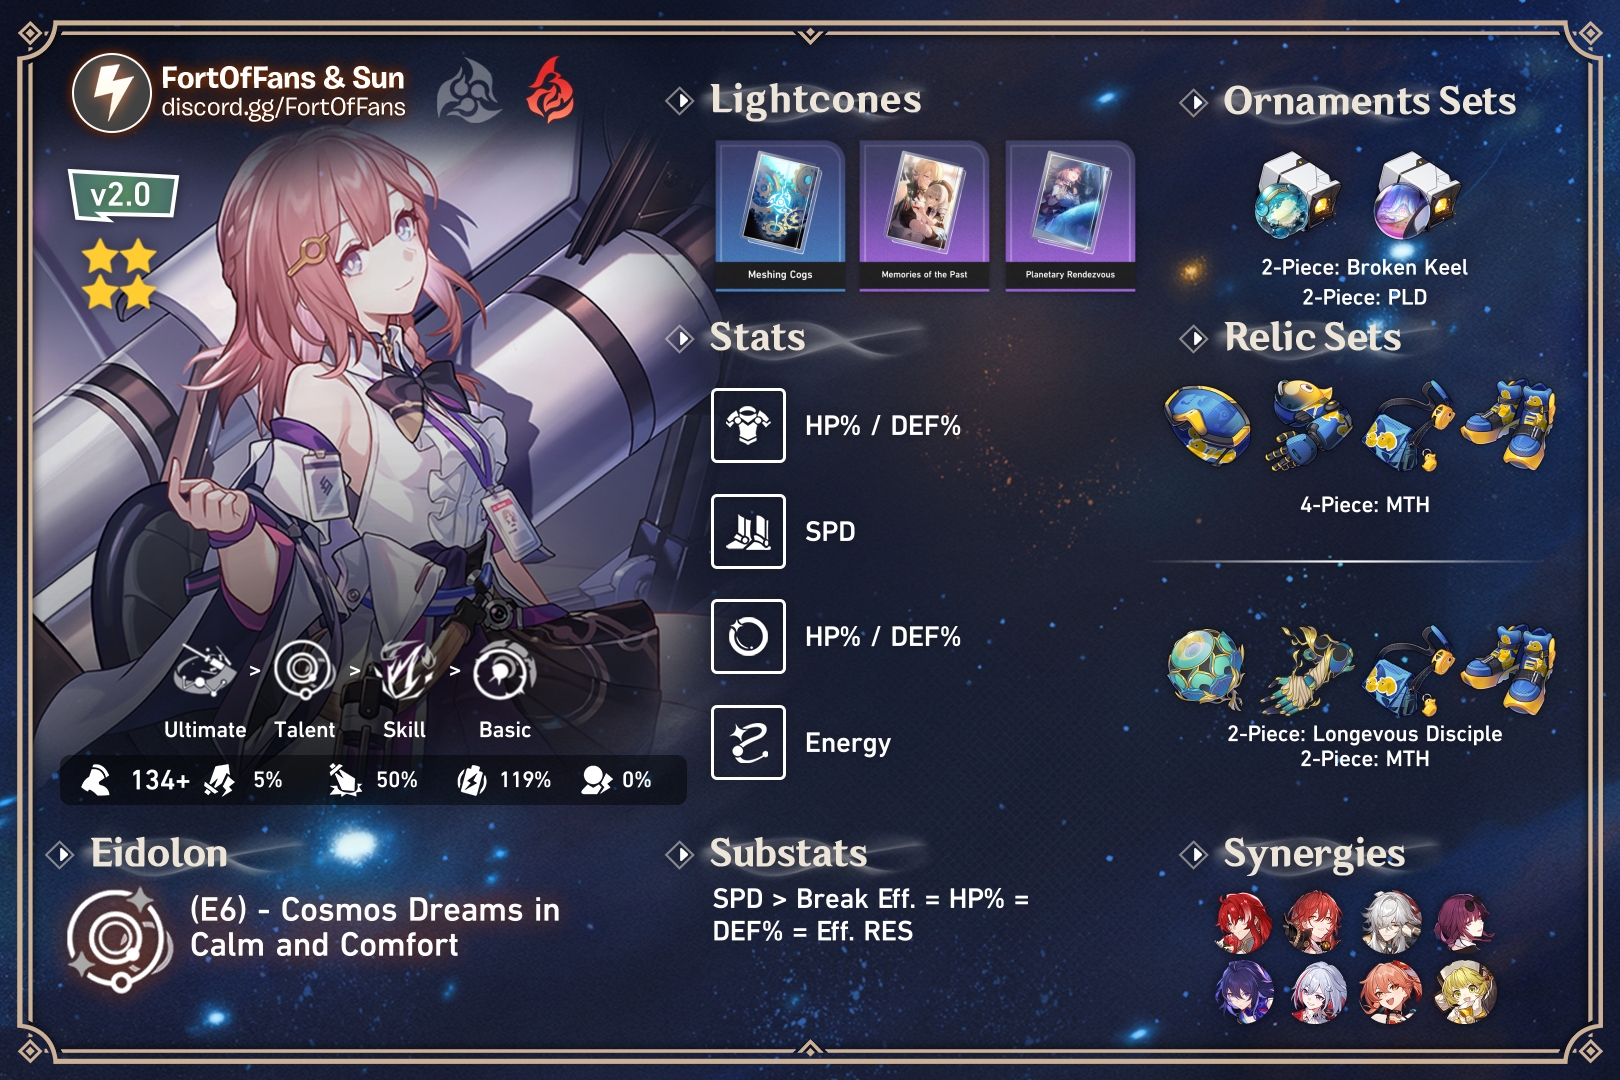 FortOfFans & Sun
discord.gg/FortOfFans
v2.0
Ultimate > Talent > Skill > Basic
134+ 5% 50% 119% 0%
Eidolon
(E6) - Cosmos Dreams in
Calm and Comfort
Lightcones
Meshing Cogs
Memories of the Past
Planetary Rendezvous
Stats
HP% / DEF%
SPD
HP% / DEF%
Energy
Substats
SPD > Break Eff. = HP% =
DEF% = Eff. RES
Ornaments Sets
2-Piece: Broken Keel
2-Piece: PLD
Relic Sets
4-Piece: MTH
2-Piece: Longevous Disciple
2-Piece: MTH
Synergies